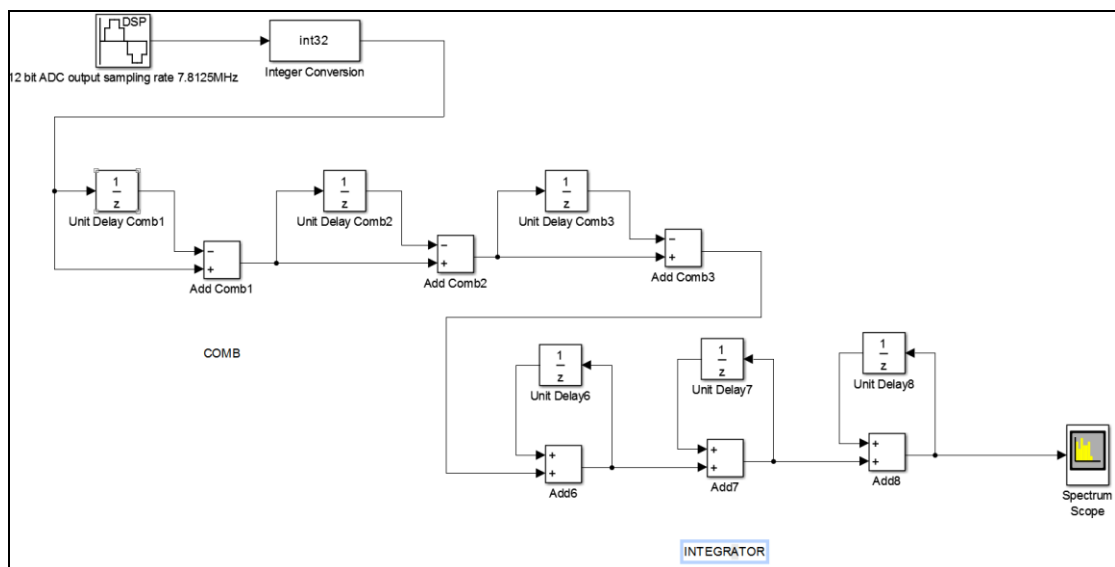 DSP
int32
12 bit ADC output sampling rate 7.8125MHz
Integer Conversion
1
z
Unit Delay Comb1
1
z
Unit Delay Comb2
1
z
Unit Delay Comb3
−
+
Add Comb1
−
+
Add Comb2
−
+
Add Comb3
COMB
1
z
Unit Delay6
1
z
Unit Delay7
1
z
Unit Delay8
+
+
Add6
+
+
Add7
+
+
Add8
Spectrum
Scope
INTEGRATOR